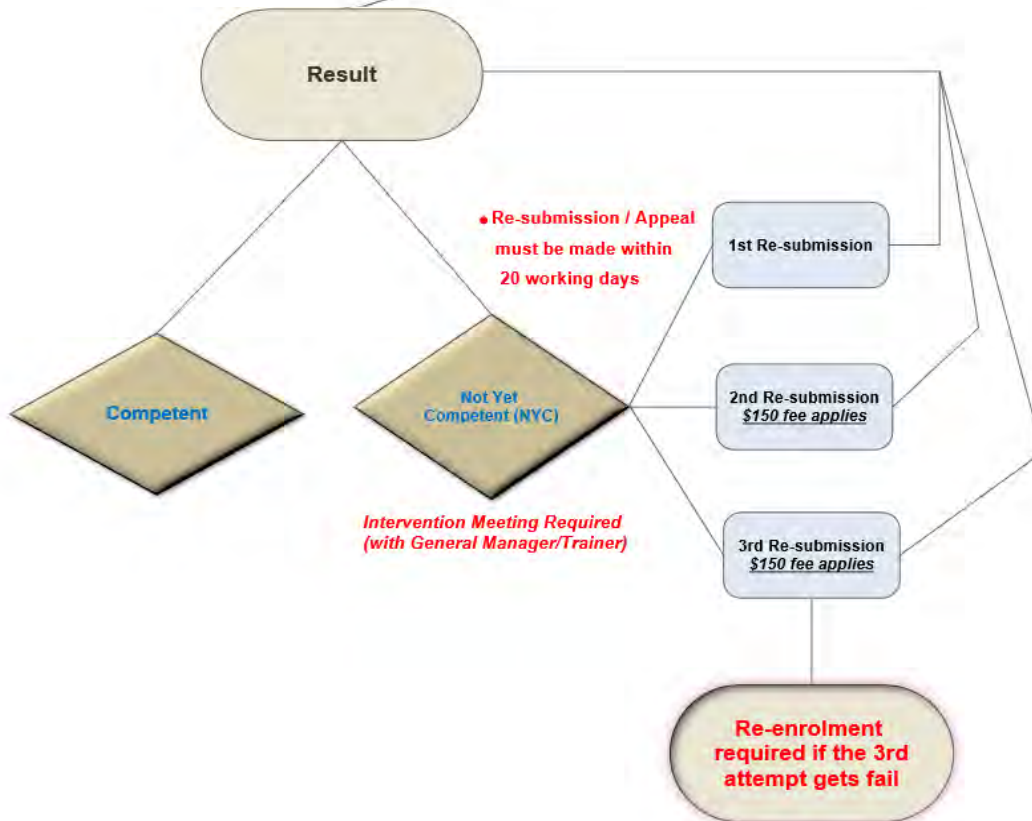 Result
• Re-submission / Appeal
must be made within
20 working days
1st Re-submission
Competent
Not Yet
Competent (NYC)
2nd Re-submission
$150 fee applies
Intervention Meeting Required
(with General Manager/Trainer)
3rd Re-submission
$150 fee applies
Re-enrolment
required if the 3rd
attempt gets fail